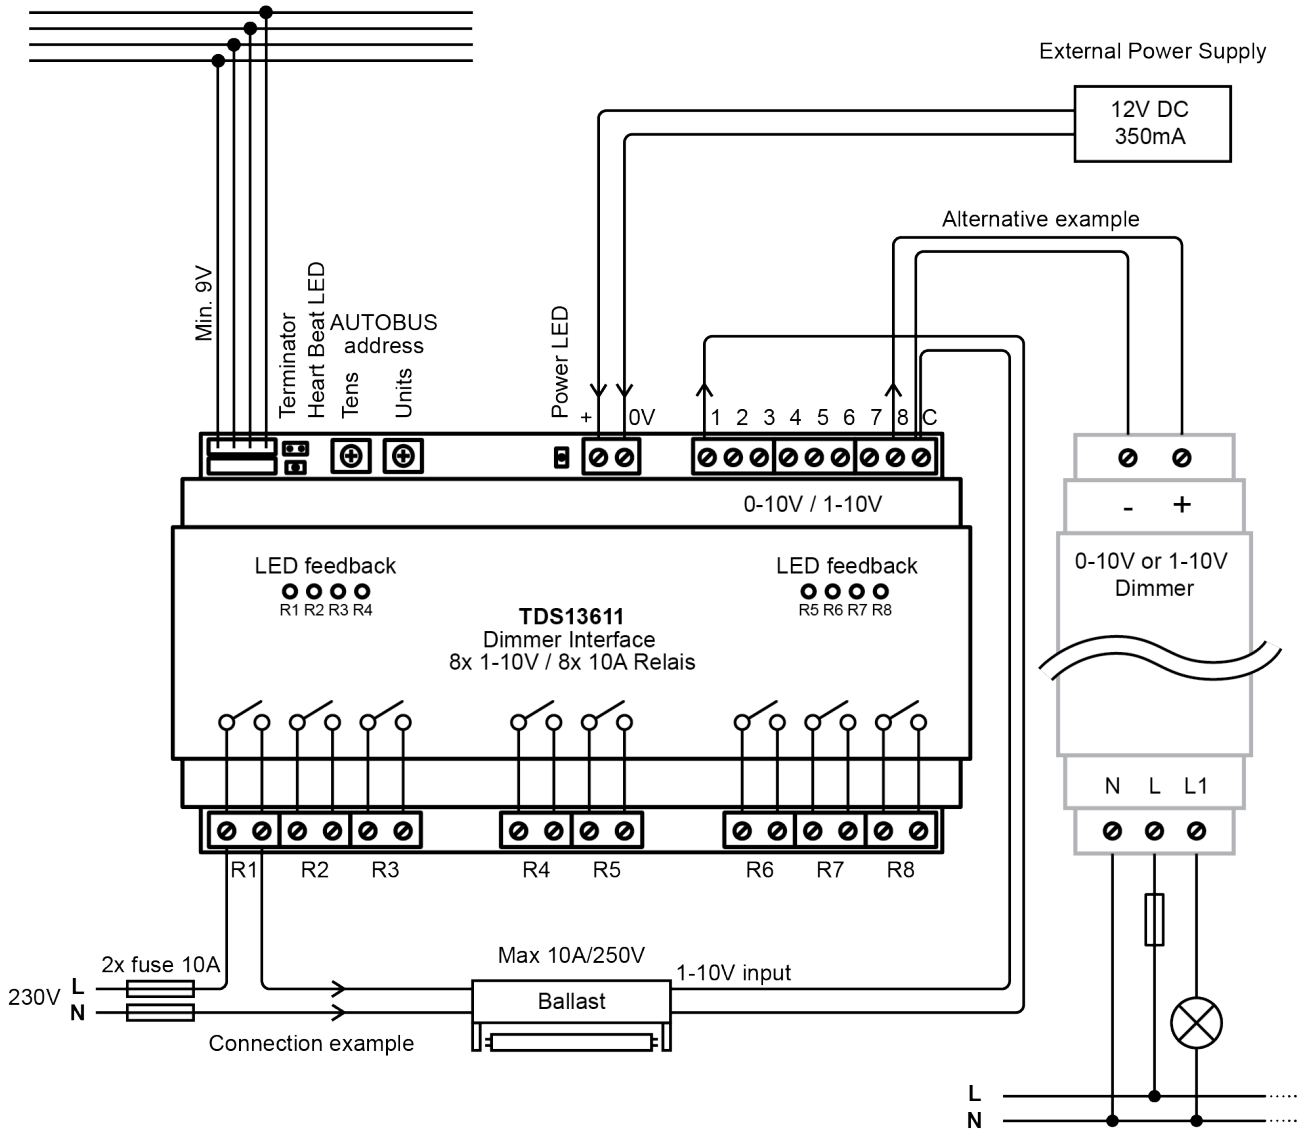 External Power Supply
12V DC
350mA
Alternative example
Min. 9V
Terminator
Heart Beat LED
AUTOBUS
address
Tens
Units
Power LED
+ 0V
1 2 3 4 5 6 7 8 C
0-10V / 1-10V
- +
LED feedback
R1 R2 R3 R4
LED feedback
R5 R6 R7 R8
TDS13611
Dimmer Interface
8x 1-10V / 8x 10A Relais
0-10V or 1-10V
Dimmer
N L L1
R1 R2 R3 R4 R5 R6 R7 R8
2x fuse 10A
230V
L
N
Max 10A/250V
1-10V input
Ballast
Connection example
L
N